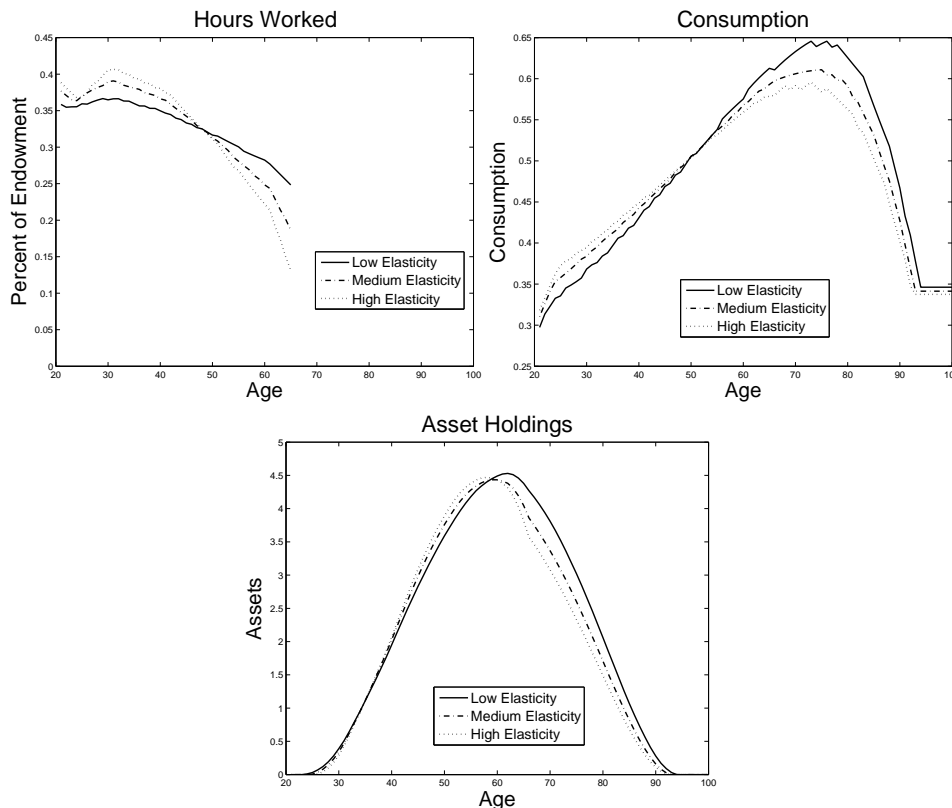 Hours Worked
Percent of Endowment
0.45
0.4
0.35
0.3
0.25
0.2
0.15
0.1
0.05
0
20 30 40 50 60 70 80 90 100
Age
Low Elasticity
Medium Elasticity
High Elasticity
Consumption
Consumption
0.65
0.6
0.55
0.5
0.45
0.4
0.35
0.3
0.25
20 30 40 50 60 70 80 90 100
Age
Low Elasticity
Medium Elasticity
High Elasticity
Asset Holdings
Assets
5
4.5
4
3.5
3
2.5
2
1.5
1
0.5
0
20 30 40 50 60 70 80 90 100
Age
Low Elasticity
Medium Elasticity
High Elasticity